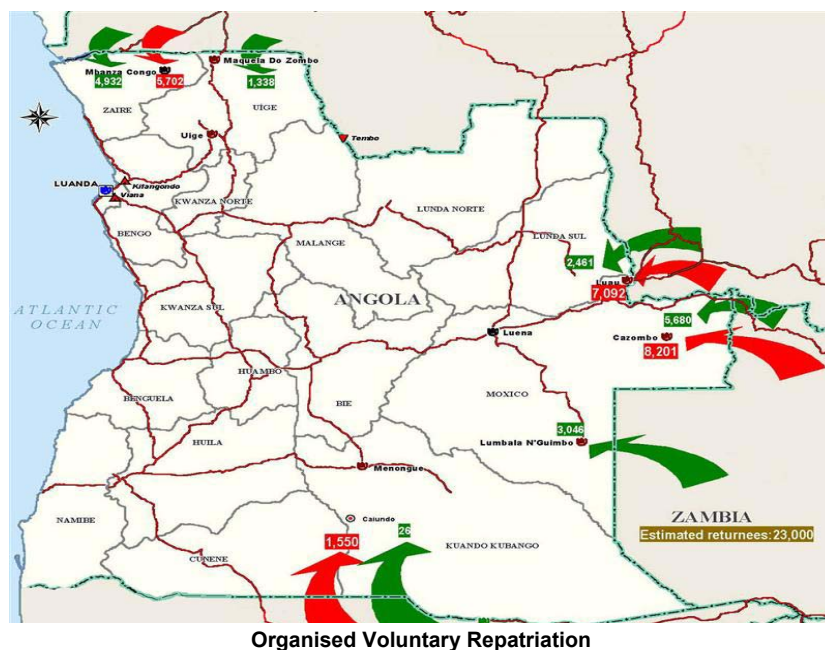 Mbanza Congo
4,932
5,702
Maquela Do Zombo
1,338
ZAIRE
UÍGE
Uige
Tembo
LUANDA
Kifangondo
Viana
KWANZA NORTE
BENGO
LUNDA NORTE
MALANGE
LUNDA SUL
2,461
Luau
7,092
ATLANTIC
OCEAN
KWANZA SUL
ANGOLA
5,680
Luena
Cazombo
8,201
HUAMBO
BENGUELA
BIE
MOXICO
3,046
HUILA
Lumbala N'Guimbo
Menongue
NAMIBE
Caiundo
26
ZAMBIA
Estimated returnees: 23,000
1,550
KUANDO KUBANGO
CUNENE
Organised Voluntary Repatriation